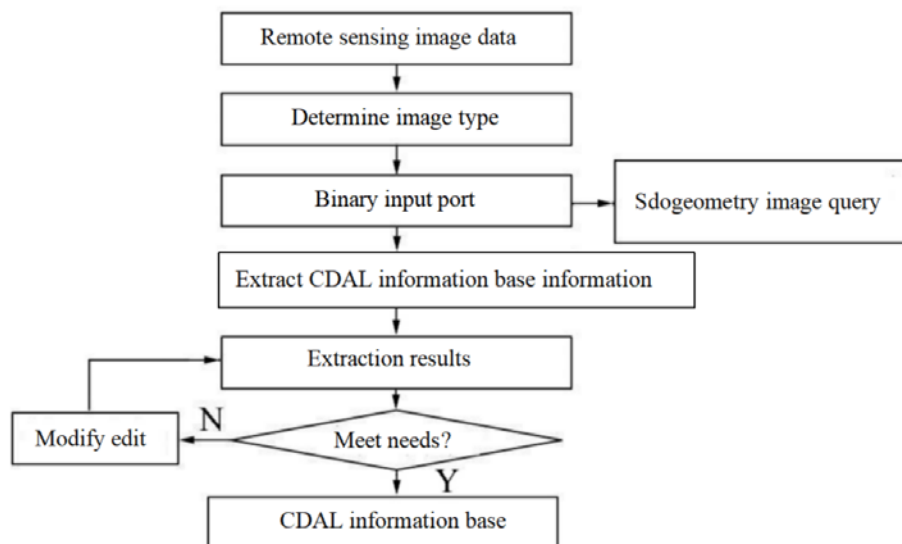 Remote sensing image data
Determine image type
Binary input port
Sdogeometry image query
Extract CDAL information base information
Extraction results
N
Modify edit
Meet needs?
Y
CDAL information base